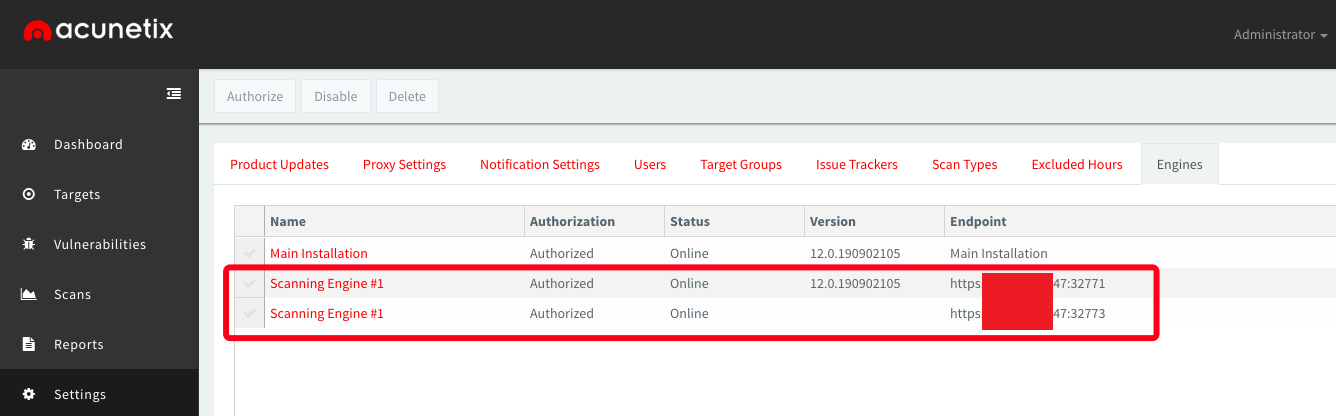 acunetix
Administrator
Authorize Disable Delete
Dashboard
Targets
Vulnerabilities
Scans
Reports
Settings
Product Updates Proxy Settings Notification Settings Users Target Groups Issue Trackers Scan Types Excluded Hours Engines
Name Authorization Status Version Endpoint
Main Installation Authorized Online 12.0.190902105 Main Installation
Scanning Engine #1 Authorized Online 12.0.190902105 https: 47:32771
Scanning Engine #1 Authorized Online https: 47:32773